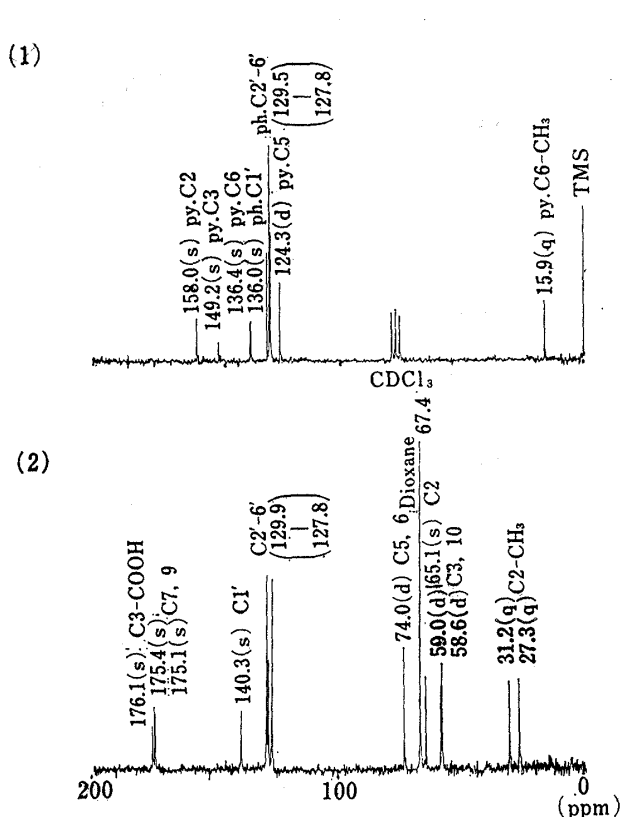 (1)
158.0(s) py.C2
149.2(s) py.C3
136.4(s) py.C6
136.0(s) ph.C1'
ph.C2'-6'
(129.5
|
127.8)
124.3(d) py.C5
CDCl₃
15.9(q) py.C6-CH₃
TMS
(2)
176.1(s) C3-COOH
175.4(s)
175.1(s) C7, 9
140.3(s) C1'
C2'-6'
(129.9
|
127.8)
74.0(d) C5, 6
Dioxane 67.4
65.1(s) C2
59.0(d)
58.6(d) C3, 10
31.2(q)
27.3(q) C2-CH₃
200
100
0
(ppm)